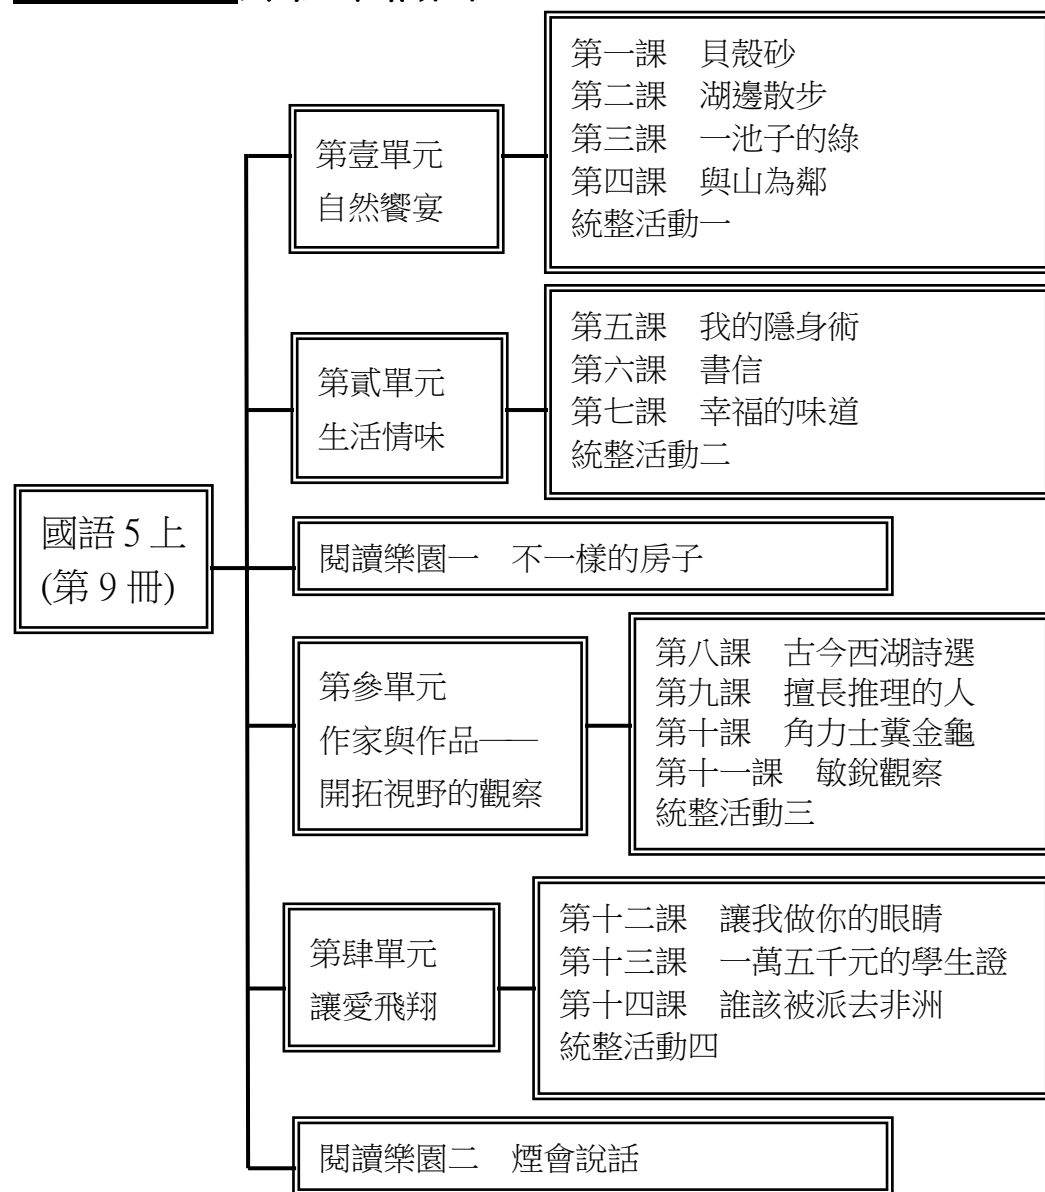 第一課　貝殼砂
第二課　湖邊散步
第三課　一池子的綠
第四課　與山為鄰
統整活動一
第壹單元
自然饗宴
第五課　我的隱身術
第六課　書信
第七課　幸福的味道
統整活動二
第貳單元
生活情味
國語 5 上
(第 9 冊)
閱讀樂園一　不一樣的房子
第八課　古今西湖詩選
第九課　擅長推理的人
第十課　角力士糞金龜
第十一課　敏銳觀察
統整活動三
第參單元
作家與作品——
開拓視野的觀察
第十二課　讓我做你的眼睛
第十三課　一萬五千元的學生證
第十四課　誰該被派去非洲
統整活動四
第肆單元
讓愛飛翔
閱讀樂園二　煙會說話